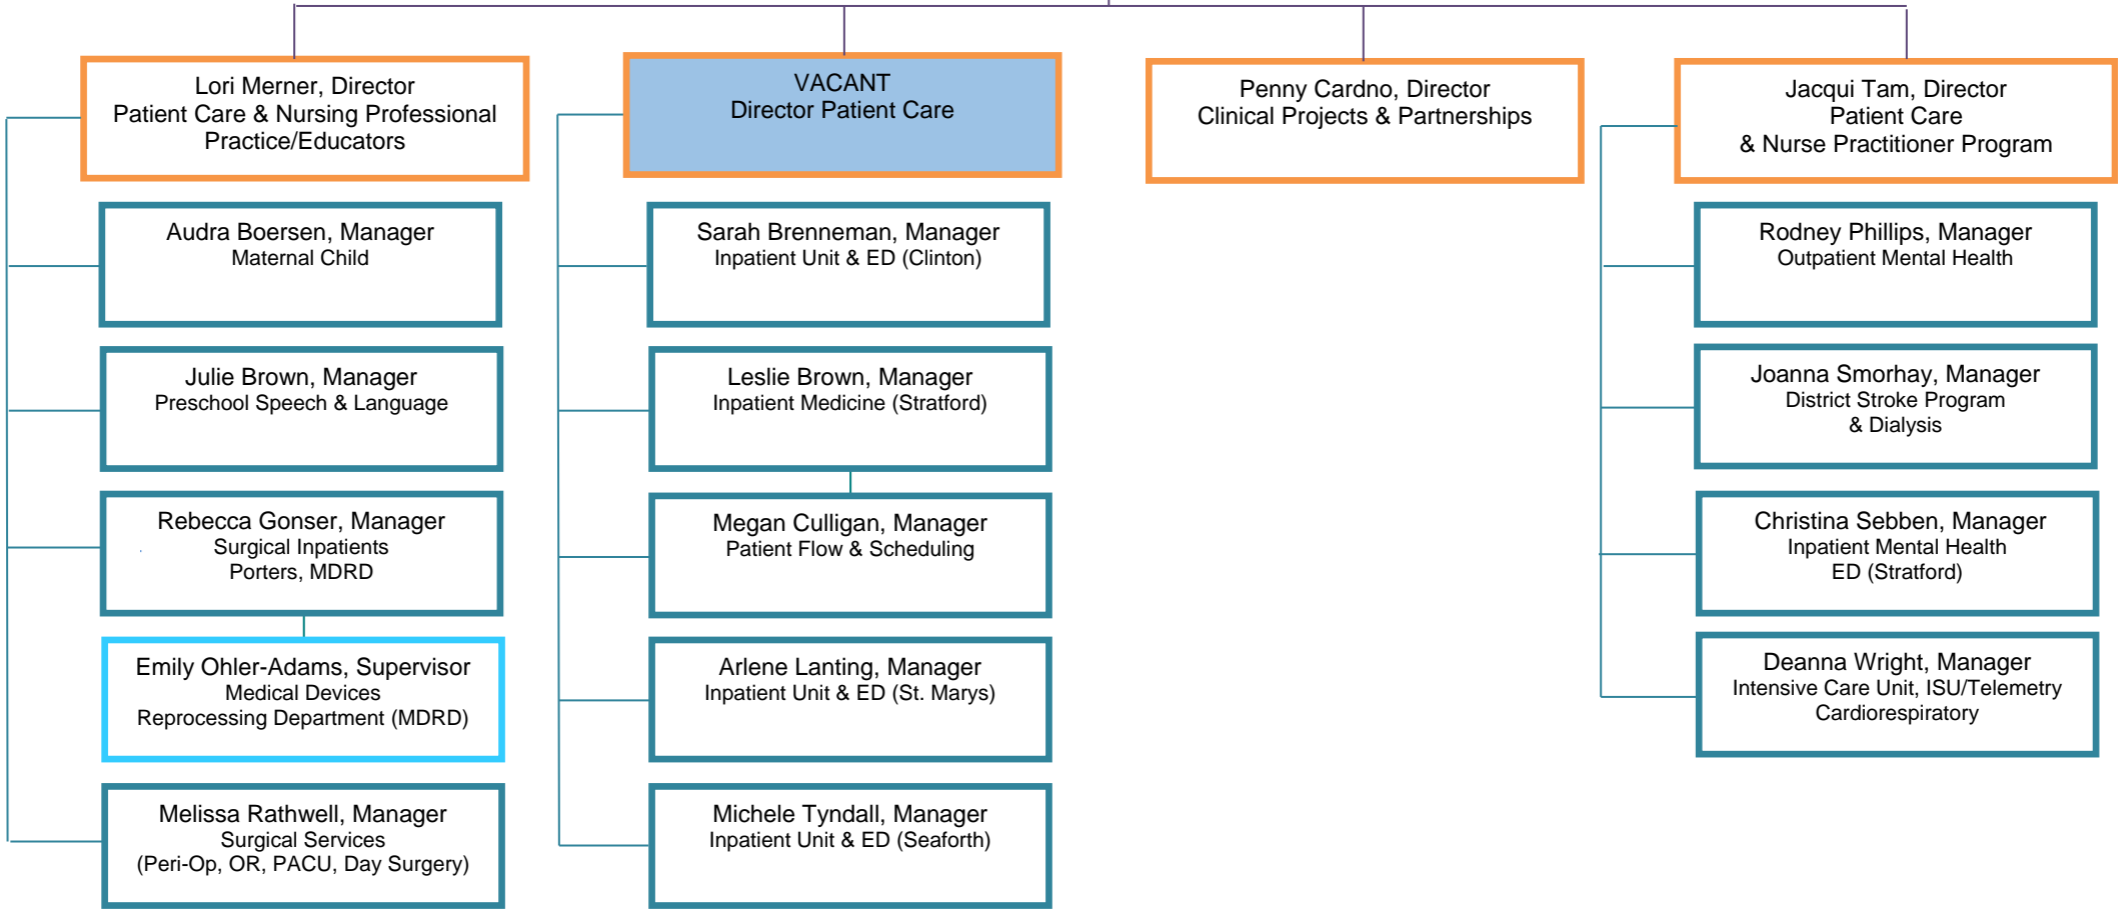 Lori Merner, Director
Patient Care & Nursing Professional
Practice/Educators
Audra Boersen, Manager
Maternal Child
Julie Brown, Manager
Preschool Speech & Language
Rebecca Gonser, Manager
Surgical Inpatients
Porters, MDRD
Emily Ohler-Adams, Supervisor
Medical Devices
Reprocessing Department (MDRD)
Melissa Rathwell, Manager
Surgical Services
(Peri-Op, OR, PACU, Day Surgery)
VACANT
Director Patient Care
Sarah Brenneman, Manager
Inpatient Unit & ED (Clinton)
Leslie Brown, Manager
Inpatient Medicine (Stratford)
Megan Culligan, Manager
Patient Flow & Scheduling
Arlene Lanting, Manager
Inpatient Unit & ED (St. Marys)
Michele Tyndall, Manager
Inpatient Unit & ED (Seaforth)
Penny Cardno, Director
Clinical Projects & Partnerships
Jacqui Tam, Director
Patient Care
& Nurse Practitioner Program
Rodney Phillips, Manager
Outpatient Mental Health
Joanna Smorhay, Manager
District Stroke Program
& Dialysis
Christina Sebben, Manager
Inpatient Mental Health
ED (Stratford)
Deanna Wright, Manager
Intensive Care Unit, ISU/Telemetry
Cardiorespiratory